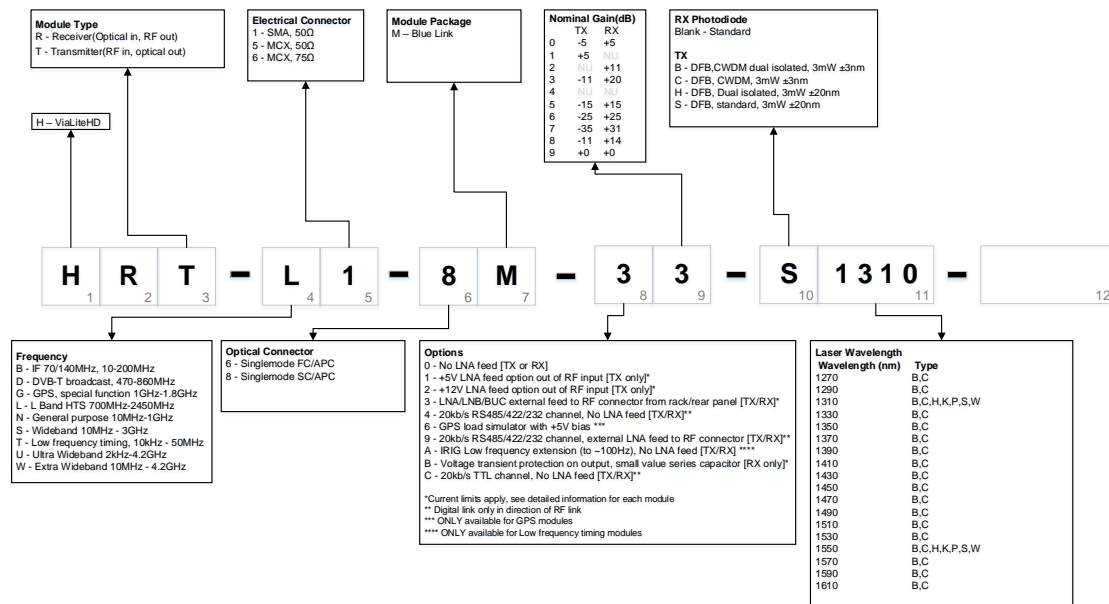 Module Type
R - Receiver(Optical in, RF out)
T - Transmitter(RF in, optical out)
H – ViaLiteHD
Electrical Connector
1 - SMA, 50Ω
5 - MCX, 50Ω
6 - MCX, 75Ω
Module Package
M – Blue Link
Nominal Gain(dB)
TX RX
0 -5 +5
1 +5 NU
2 NU +11
3 -11 +20
4 NU NU
5 -15 +15
6 -25 +25
7 -35 +31
8 -11 +14
9 +0 +0
RX Photodiode
Blank - Standard
TX
B - DFB,CWDM dual isolated, 3mW ±3nm
C - DFB, CWDM, 3mW ±3nm
H - DFB, Dual isolated, 3mW ±20nm
S - DFB, standard, 3mW ±20nm
H R T – L 1 – 8 M – 3 3 – S 1310 –
1 2 3 4 5 6 7 8 9 10 11 12
Frequency
B - IF 70/140MHz, 10-200MHz
D - DVB-T broadcast, 470-860MHz
G - GPS, special function 1GHz-1.8GHz
L - L Band HTS 700MHz-2450MHz
N - General purpose 10MHz-1GHz
S - Wideband 10MHz - 3GHz
T - Low frequency timing, 10kHz - 50MHz
U - Ultra Wideband 2kHz-4.2GHz
W - Extra Wideband 10MHz - 4.2GHz
Optical Connector
6 - Singlemode FC/APC
8 - Singlemode SC/APC
Options
0 - No LNA feed [TX or RX]
1 - +5V LNA feed option out of RF input [TX only]*
2 - +12V LNA feed option out of RF input [TX only]*
3 - LNA/LNB/BUC external feed to RF connector from rack/rear panel [TX/RX]*
4 - 20kb/s RS485/422/232 channel, No LNA feed [TX/RX]**
6 - GPS load simulator with +5V bias ***
9 - 20kb/s RS485/422/232 channel, external LNA feed to RF connector [TX/RX]**
A - IRIG Low frequency extension (to ~100Hz), No LNA feed [TX/RX] ****
B - Voltage transient protection on output, small value series capacitor [RX only]*
C - 20kb/s TTL channel, No LNA feed [TX/RX]**
*Current limits apply, see detailed information for each module
** Digital link only in direction of RF link
*** ONLY available for GPS modules
**** ONLY available for Low frequency timing modules
Laser Wavelength
Wavelength (nm) Type
1270 B,C
1290 B,C
1310 B,C,H,K,P,S,W
1330 B,C
1350 B,C
1370 B,C
1390 B,C
1410 B,C
1430 B,C
1450 B,C
1470 B,C
1490 B,C
1510 B,C
1530 B,C
1550 B,C,H,K,P,S,W
1570 B,C
1590 B,C
1610 B,C